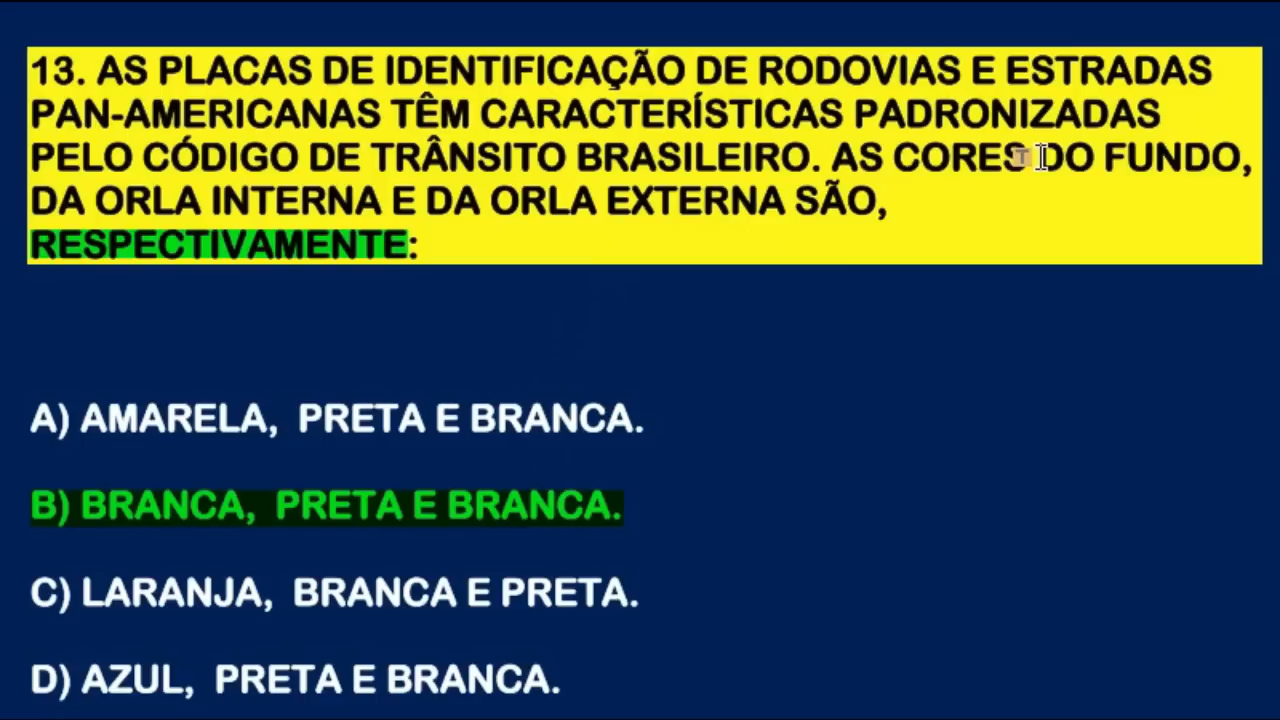 13. AS PLACAS DE IDENTIFICAÇÃO DE RODOVIAS E ESTRADAS
PAN-AMERICANAS TÊM CARACTERÍSTICAS PADRONIZADAS
PELO CÓDIGO DE TRÂNSITO BRASILEIRO. AS CORES DO FUNDO,
DA ORLA INTERNA E DA ORLA EXTERNA SÃO,
RESPECTIVAMENTE:
A) AMARELA, PRETA E BRANCA.
B) BRANCA, PRETA E BRANCA.
C) LARANJA, BRANCA E PRETA.
D) AZUL, PRETA E BRANCA.